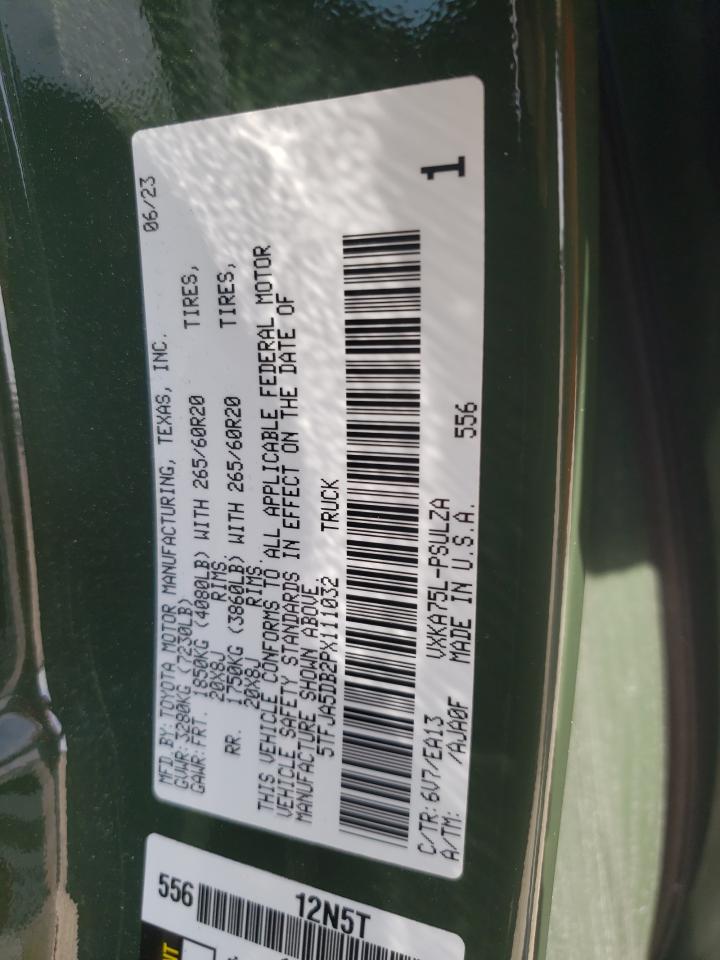 MFD.BY:TOYOTA MOTOR MANUFACTURING, TEXAS, INC. 06/23
GVWR:3280KG (7230LB)
GAWR:FRT. 1850KG (4080LB) WITH 265/60R20 TIRES,
20X8J RIMS
RR. 1750KG (3860LB) WITH 265/60R20 TIRES,
20X8J RIMS
THIS VEHICLE CONFORMS TO ALL APPLICABLE FEDERAL MOTOR
VEHICLE SAFETY STANDARDS IN EFFECT ON THE DATE OF
MANUFACTURE SHOWN ABOVE.
5TFJA5DB2PX111032 TRUCK
C/TR: 6V7/EA13 VXKA75L-PSULZA 1
A/TM: /AJA0F MADE IN U.S.A. 556
556
12N5T